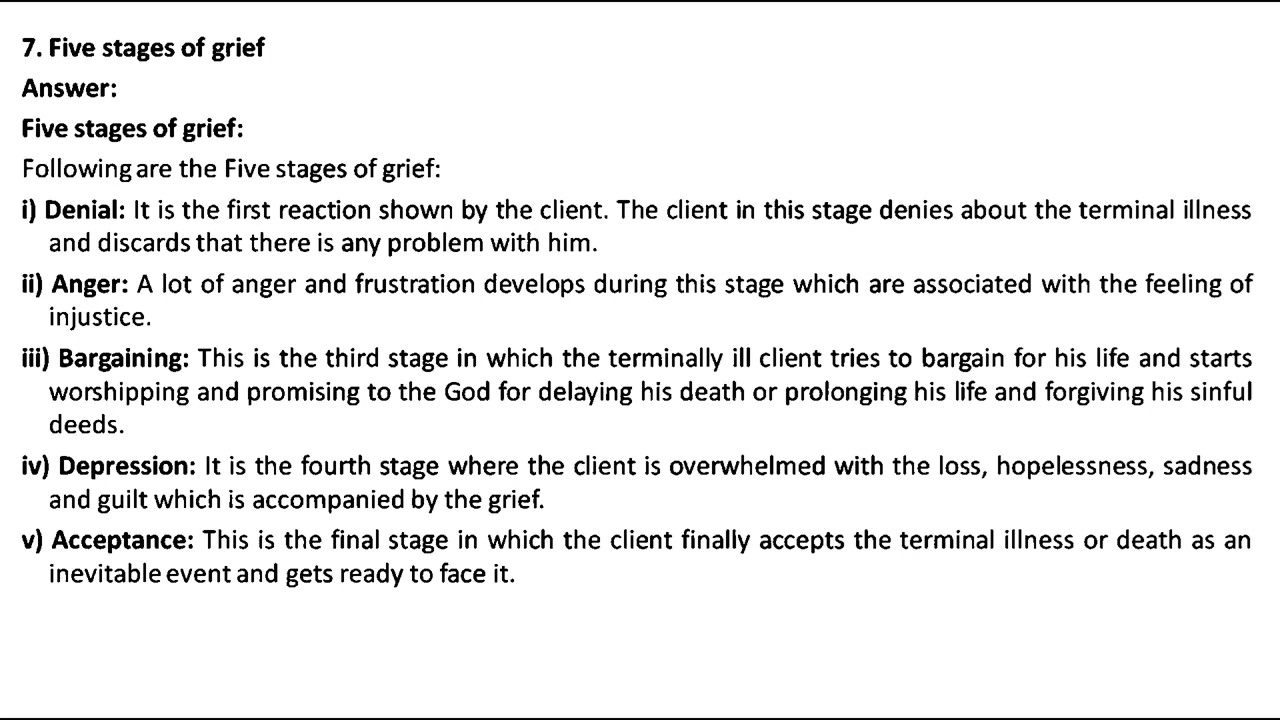 7. Five stages of grief
Answer:
Five stages of grief:
Following are the Five stages of grief:
i) Denial: It is the first reaction shown by the client. The client in this stage denies about the terminal illness
and discards that there is any problem with him.
ii) Anger: A lot of anger and frustration develops during this stage which are associated with the feeling of
injustice.
iii) Bargaining: This is the third stage in which the terminally ill client tries to bargain for his life and starts
worshipping and promising to the God for delaying his death or prolonging his life and forgiving his sinful
deeds.
iv) Depression: It is the fourth stage where the client is overwhelmed with the loss, hopelessness, sadness
and guilt which is accompanied by the grief.
v) Acceptance: This is the final stage in which the client finally accepts the terminal illness or death as an
inevitable event and gets ready to face it.